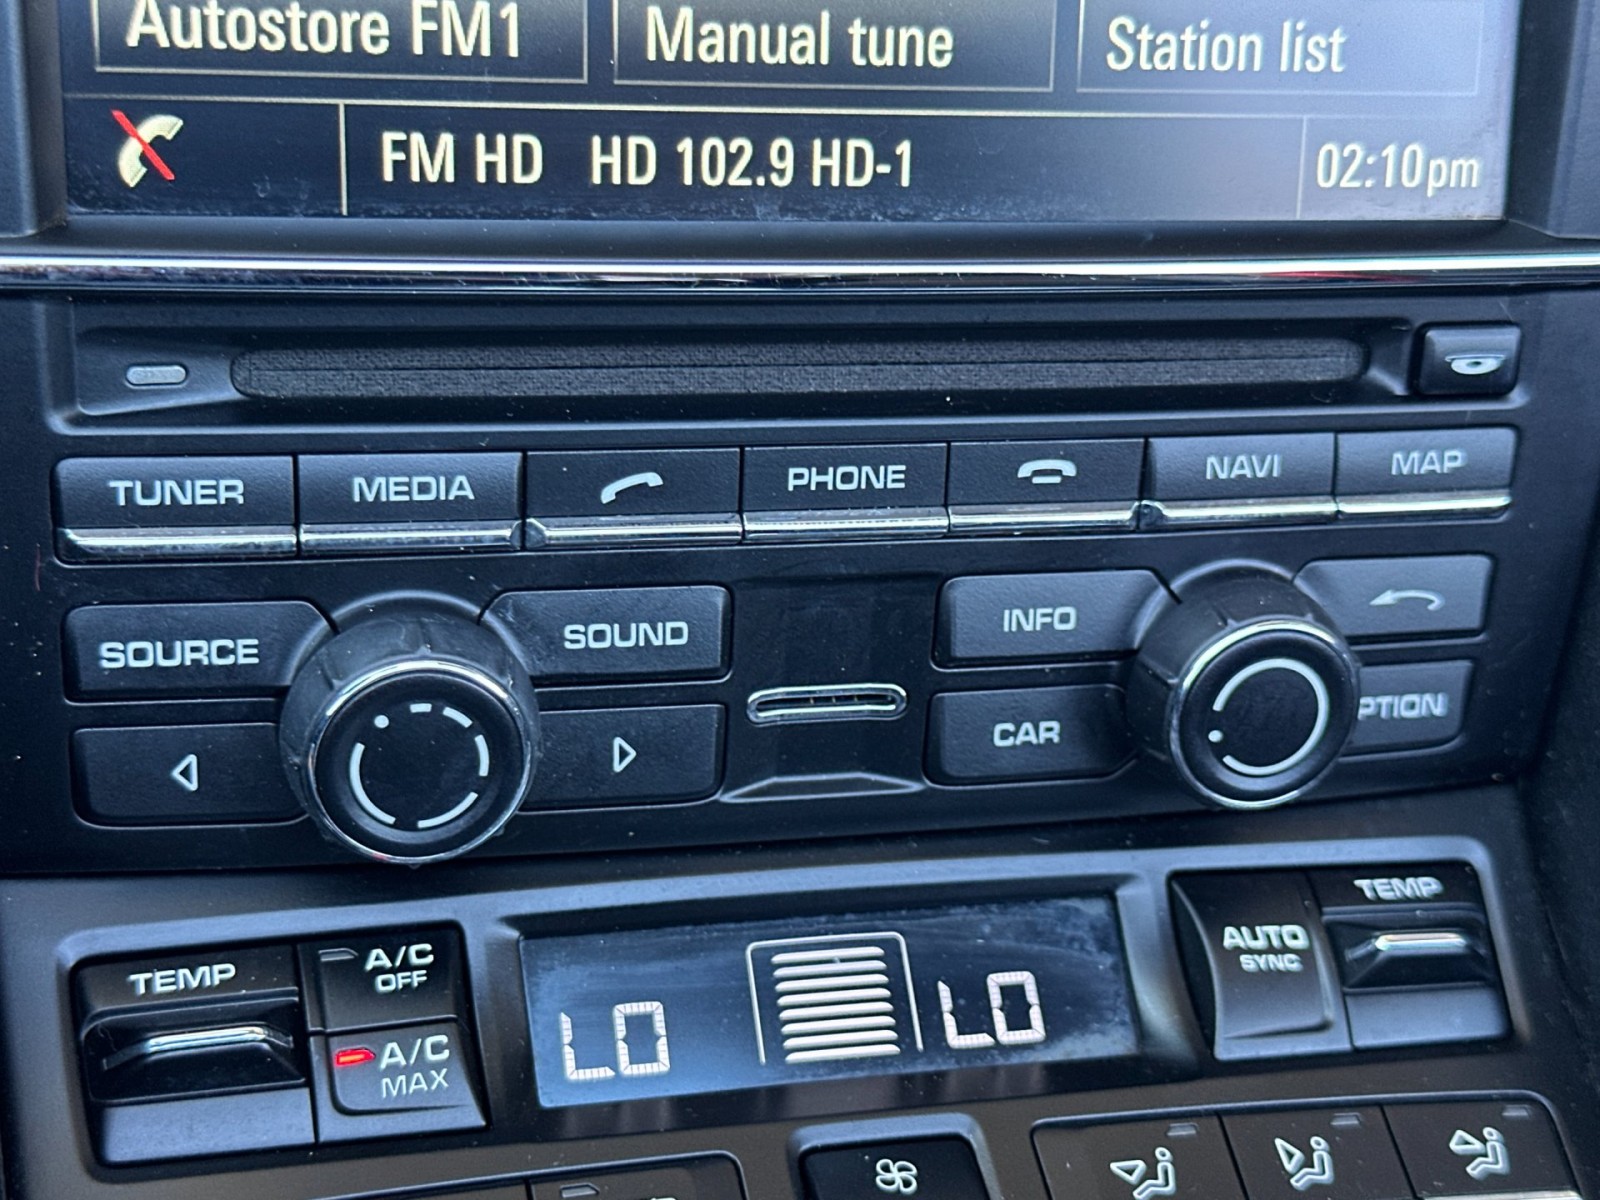 Autostore FM1
Manual tune
Station list
FM HD
HD 102.9 HD-1
02:10pm
TUNER
MEDIA
PHONE
NAVI
MAP
SOURCE
SOUND
INFO
CAR
PTION
TEMP
A/C
OFF
A/C
MAX
LO
LO
AUTO
SYNC
TEMP